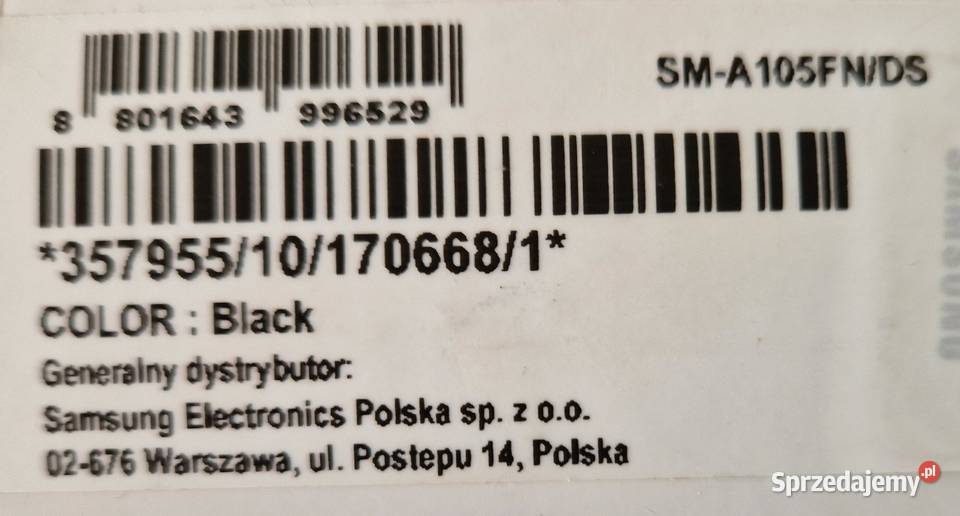 SM-A105FN/DS
8 801643 996529
*357955/10/170668/1*
COLOR : Black
Generalny dystrybutor:
Samsung Electronics Polska sp. z o.o.
02-676 Warszawa, ul. Postepu 14, Polska
SAMSUNG
Sprzedajemy.pl